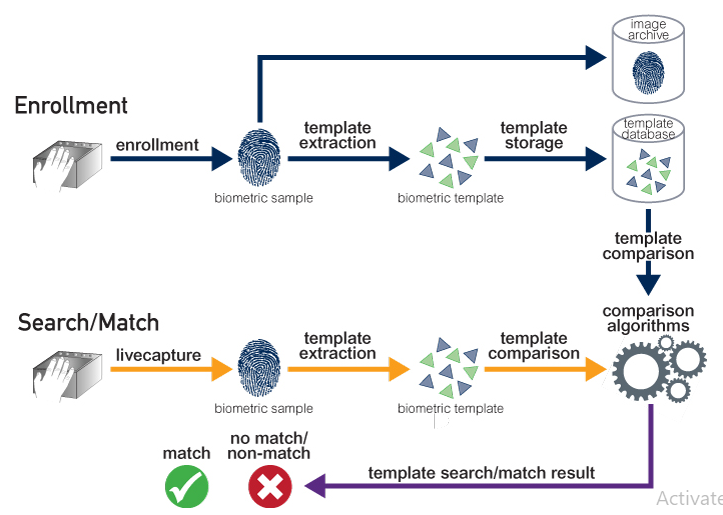 image
archive
Enrollment
enrollment
template
extraction
template
storage
template
database
biometric sample
biometric template
template
comparison
Search/Match
livecapture
template
extraction
template
comparison
comparison
algorithms
biometric sample
biometric template
match
no match/
non-match
template search/match result
Activate